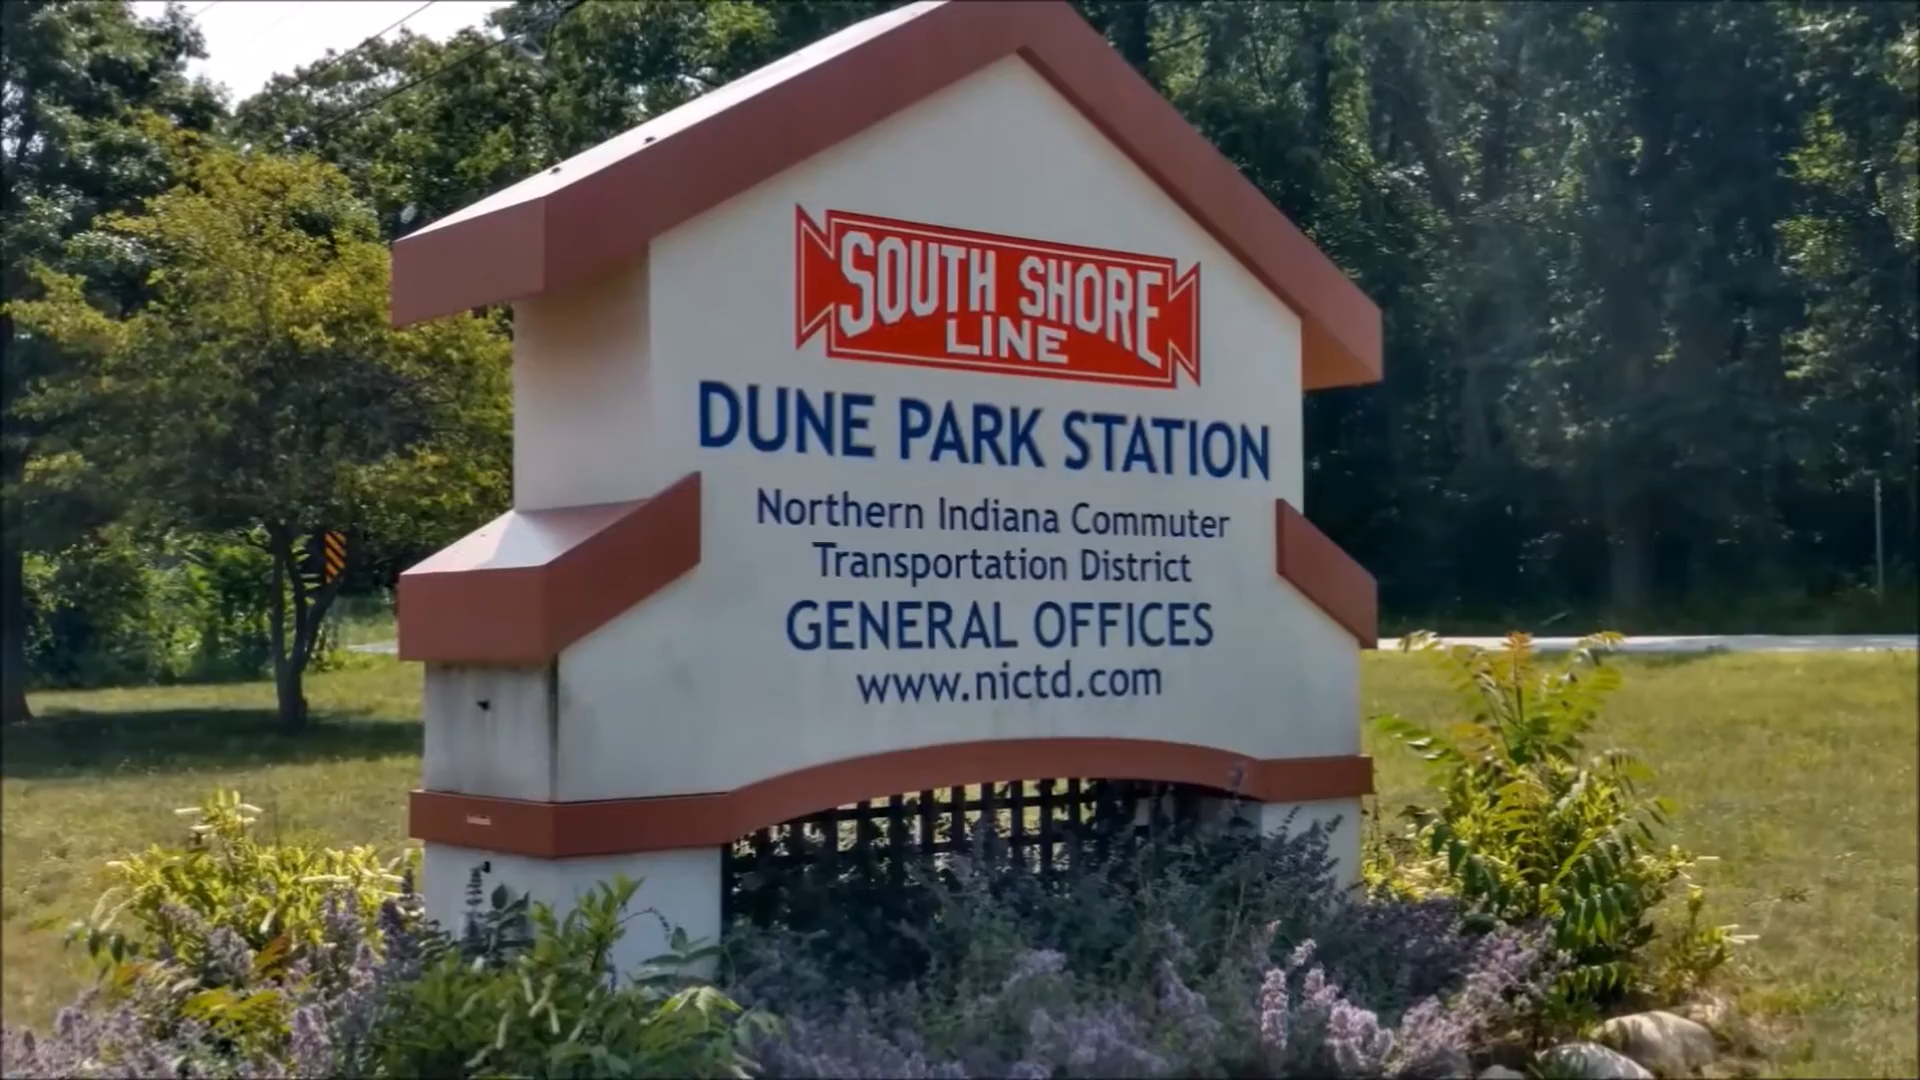 SOUTH SHORE
LINE
DUNE PARK STATION
Northern Indiana Commuter
Transportation District
GENERAL OFFICES
www.nictd.com